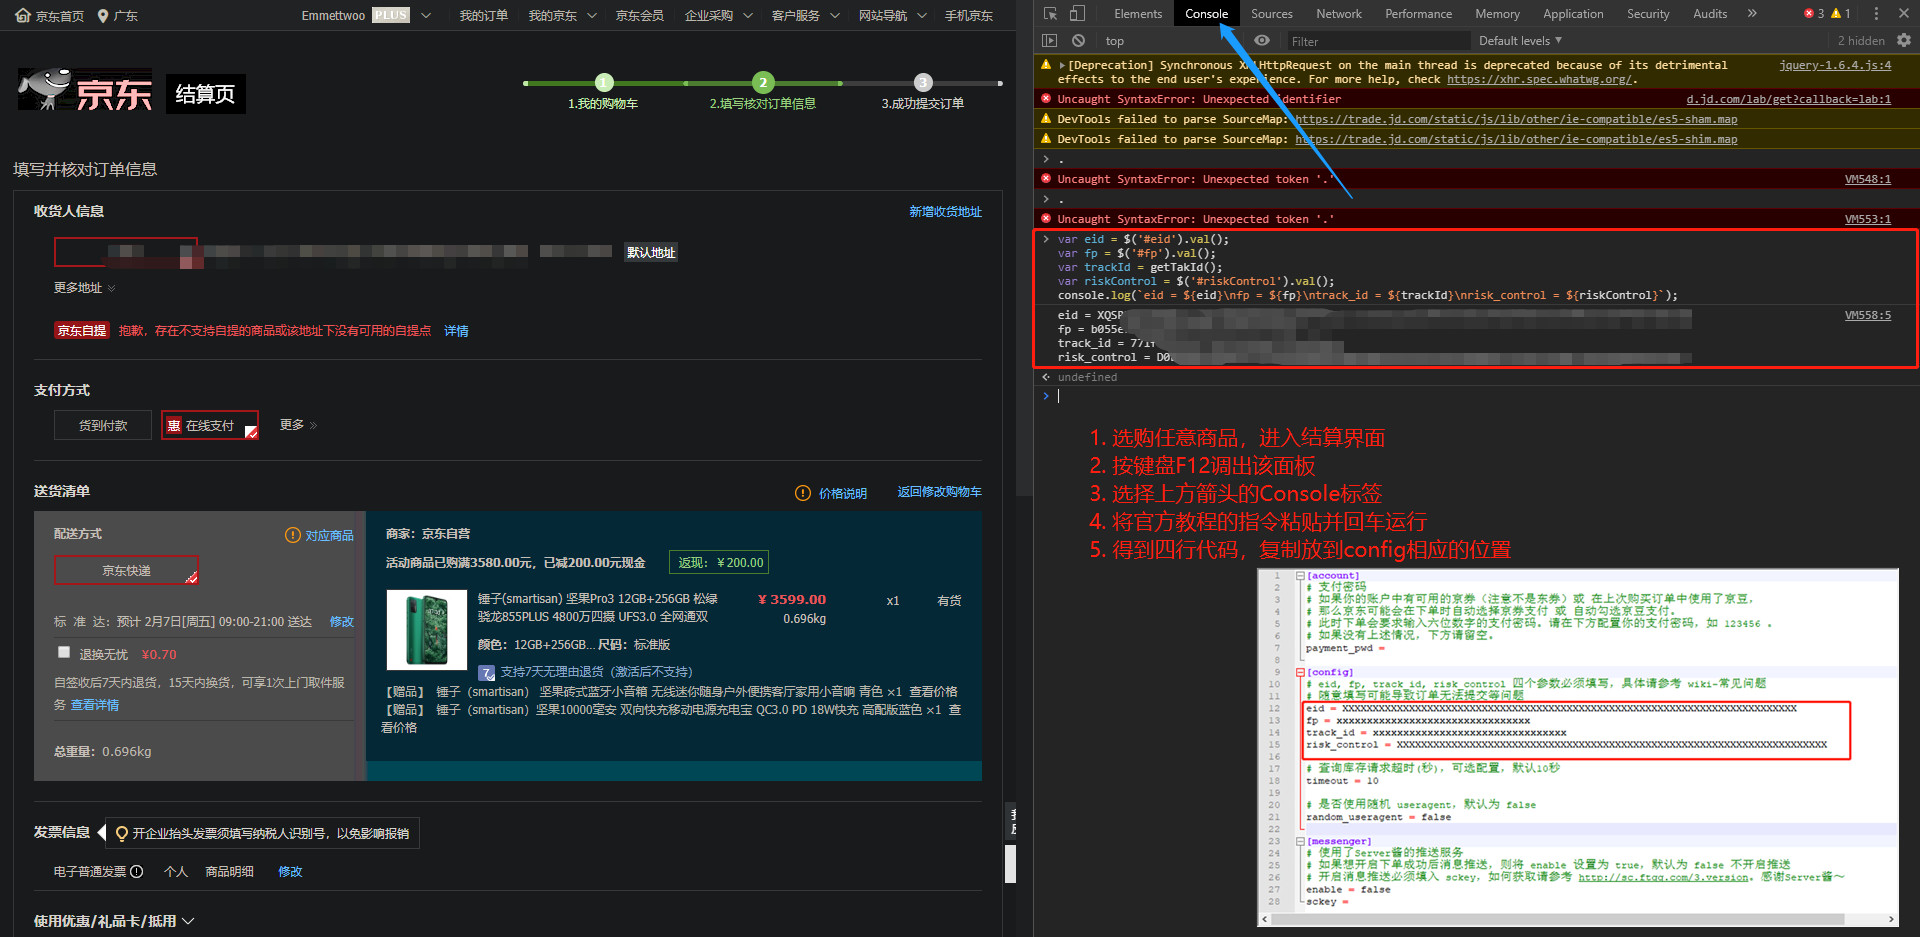 京东首页
广东
Emmettwoo PLUS
我的订单
我的京东
京东会员
企业采购
客户服务
网站导航
手机京东
京东
结算页
1
2
3
1.我的购物车
2.填写核对订单信息
3.成功提交订单
填写并核对订单信息
收货人信息
新增收货地址
默认地址
更多地址
京东自提 抱歉，存在不支持自提的商品或该地址下没有可用的自提点 详情
支付方式
货到付款
惠 在线支付
更多
送货清单
价格说明
返回修改购物车
配送方式
对应商品
京东快递
标 准 达：预计 2月7日[周五] 09:00-21:00 送达 修改
退换无忧 ¥0.70
自签收后7天内退货，15天内换货，可享1次上门取件服
务 查看详情
总重量：0.696kg
商家：京东自营
活动商品已购满3580.00元，已减200.00元现金
返现：￥200.00
锤子(smartisan) 坚果Pro3 12GB+256GB 松绿
骁龙855PLUS 4800万四摄 UFS3.0 全网通双
￥3599.00
x1
有货
0.696kg
颜色：12GB+256GB... 尺码：标准版
7 支持7天无理由退货（激活后不支持）
【赠品】 锤子（smartisan） 坚果砖式蓝牙小音箱 无线迷你随身户外便携客厅家用小音响 青色 ×1 查看价格
【赠品】 锤子（smartisan）坚果10000毫安 双向快充移动电源充电宝 QC3.0 PD 18W快充 高配版蓝色 ×1 查
看价格
发票信息
开企业抬头发票须填写纳税人识别号，以免影响报销
电子普通发票
个人
商品明细
修改
使用优惠/礼品卡/抵用
Elements
Console
Sources
Network
Performance
Memory
Application
Security
Audits
3
1
top
Filter
Default levels
2 hidden
[Deprecation] Synchronous XMLHttpRequest on the main thread is deprecated because of its detrimental jquery-1.6.4.js:4
effects to the end user's experience. For more help, check https://xhr.spec.whatwg.org/.
Uncaught SyntaxError: Unexpected identifier d.jd.com/lab/get?callback=lab:1
DevTools failed to parse SourceMap: https://trade.jd.com/static/js/lib/other/ie-compatible/es5-sham.map
DevTools failed to parse SourceMap: https://trade.jd.com/static/js/lib/other/ie-compatible/es5-shim.map
> .
Uncaught SyntaxError: Unexpected token '.' VM548:1
> .
Uncaught SyntaxError: Unexpected token '.' VM553:1
> var eid = $('#eid').val();
var fp = $('#fp').val();
var trackId = getTakId();
var riskControl = $('#riskControl').val();
console.log(`eid = ${eid}\nfp = ${fp}\ntrack_id = ${trackId}\nrisk_control = ${riskControl}`);
eid = XQSR VM558:5
fp = b055e
track_id = 771f
risk_control = D0
undefined
1. 选购任意商品，进入结算界面
2. 按键盘F12调出该面板
3. 选择上方箭头的Console标签
4. 将官方教程的指令粘贴并回车运行
5. 得到四行代码，复制放到config相应的位置
1 [account]
2 # 支付密码
3 # 如果你的账户中有可用的京券（注意不是东券）或 在上次购买订单中使用了京豆，
4 # 那么京东可能会在下单时自动选择京券支付 或 自动勾选京豆支付。
5 # 此时下单会要求输入六位数字的支付密码。请在下方配置你的支付密码，如 123456 。
6 # 如果没有上述情况，下方请留空。
7 payment_pwd =
8
9 [config]
10 # eid, fp, track_id, risk_control 四个参数必须填写，具体请参考 wiki-常见问题
11 # 随意填写可能导致订单无法提交等问题
12 eid = XXXXXXXXXXXXXXXXXXXXXXXXXXXXXXXXXXXXXXXXXXXXXXXXXXXXXXXXXXXXXXXXXXXXXXXXXXX
13 fp = xxxxxxxxxxxxxxxxxxxxxxxxxxxxxxxx
14 track_id = xxxxxxxxxxxxxxxxxxxxxxxxxxxxxxxx
15 risk_control = XXXXXXXXXXXXXXXXXXXXXXXXXXXXXXXXXXXXXXXXXXXXXXXXXXXXXXXXXXXXXXXXXXXXXXX
16
17 # 查询库存请求超时(秒)，可选配置，默认10秒
18 timeout = 10
19
20 # 是否使用随机 useragent，默认为 false
21 random_useragent = false
22
23 [messenger]
24 # 使用了Server酱的推送服务
25 # 如果想开启下单成功后消息推送，则将 enable 设置为 true，默认为 false 不开启推送
26 # 开启消息推送必须填入 sckey，如何获取请参考 http://sc.ftqq.com/3.version。感谢Server酱～
27 enable = false
28 sckey =